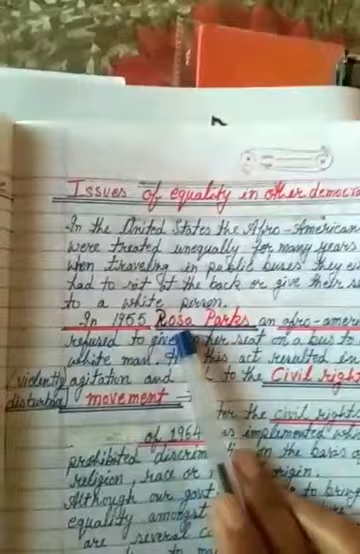 Issues of equality in other democra
In the United States the Afro-American
were treated unequally for many years
when traveling in public buses they e
had to sit at the back or give their s
to a white person.
In 1955 Rosa Parks an afro-amer
refused to give her seat on a bus to
white man. this act resulted in
(violently agitation and to the Civil right
disturbed) movement
for the civil right
of 1964 implemented whi
prohibited discrim on the basis of
religion, race or origin.
Although our govt. to brin
equality amongst
are several c